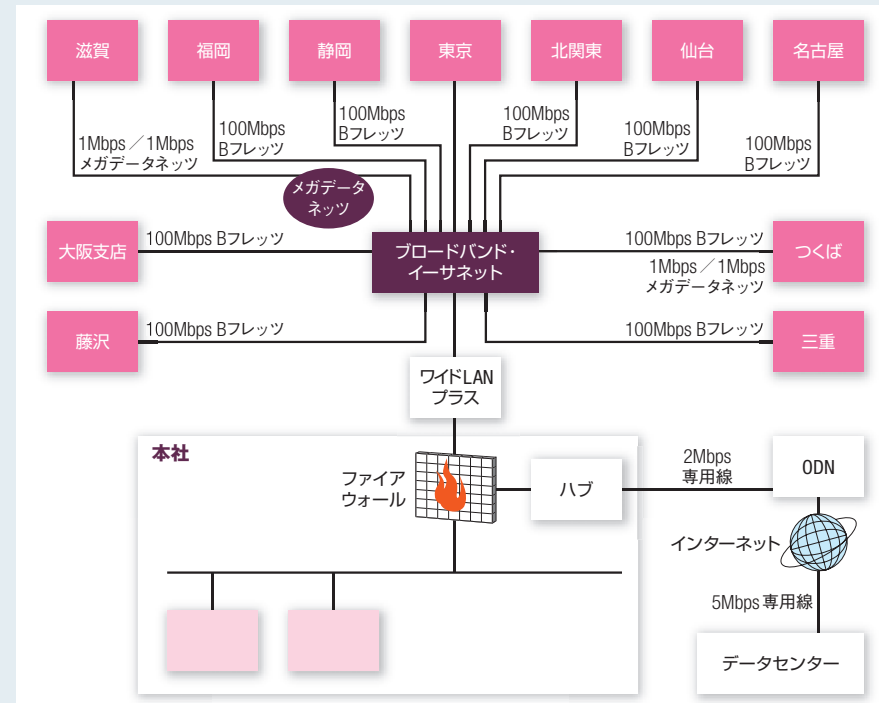 滋賀
福岡
静岡
東京
北関東
仙台
名古屋
1Mbps/1Mbps
メガデータネッツ
100Mbps
Bフレッツ
100Mbps
Bフレッツ
100Mbps
Bフレッツ
100Mbps
Bフレッツ
100Mbps
Bフレッツ
メガデータ
ネッツ
大阪支店
100Mbps Bフレッツ
ブロードバンド・
イーサネット
100Mbps Bフレッツ
1Mbps/1Mbps
メガデータネッツ
つくば
藤沢
100Mbps Bフレッツ
100Mbps Bフレッツ
三重
ワイドLAN
プラス
本社
ファイア
ウォール
ハブ
2Mbps
専用線
ODN
インターネット
5Mbps専用線
データセンター